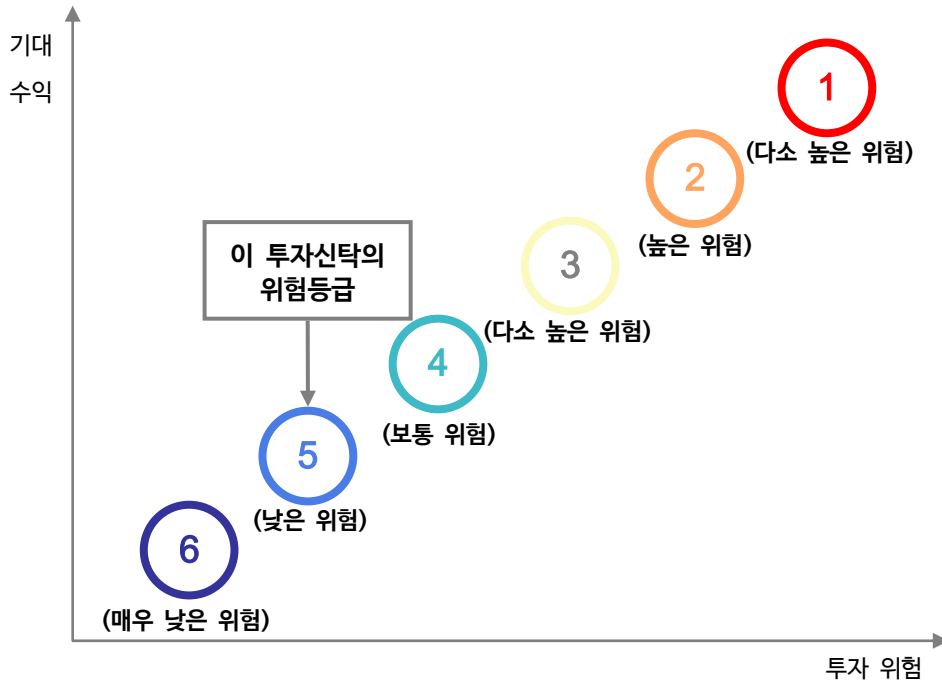 기대
수익
1
(다소 높은 위험)
2
(높은 위험)
이 투자신탁의
위험등급
3
(다소 높은 위험)
4
(보통 위험)
5
(낮은 위험)
6
(매우 낮은 위험)
투자 위험